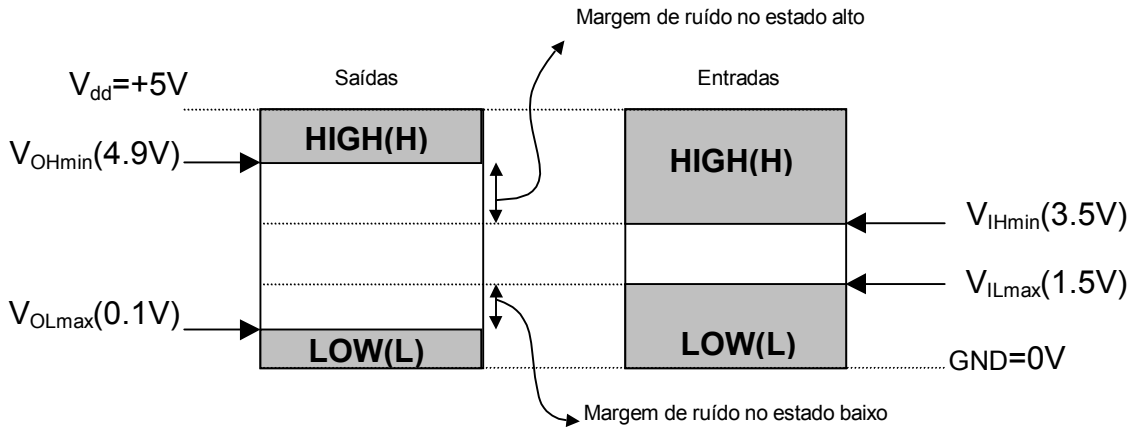 Margem de ruído no estado alto
Saídas
Entradas
Vdd=+5V
HIGH(H)
VOHmin(4.9V)
HIGH(H)
VIHmin(3.5V)
VILmax(1.5V)
VOLmax(0.1V)
LOW(L)
LOW(L)
GND=0V
Margem de ruído no estado baixo